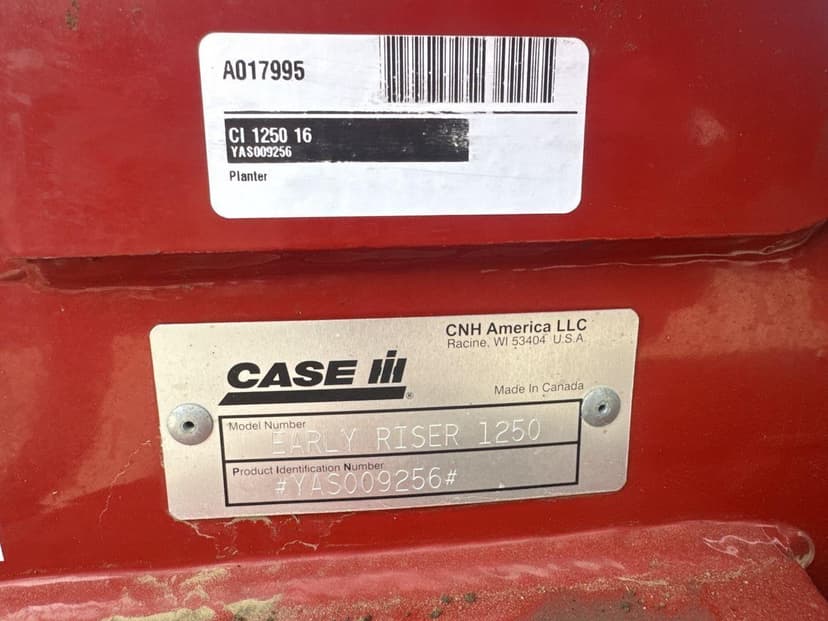 A017995
CI 1250 16
YAS009256
Planter
CNH America LLC
Racine, WI 53404 U.S.A.
CASE IH
®
Made In Canada
Model Number
EARLY RISER 1250
Product Identification Number
#YAS009256#